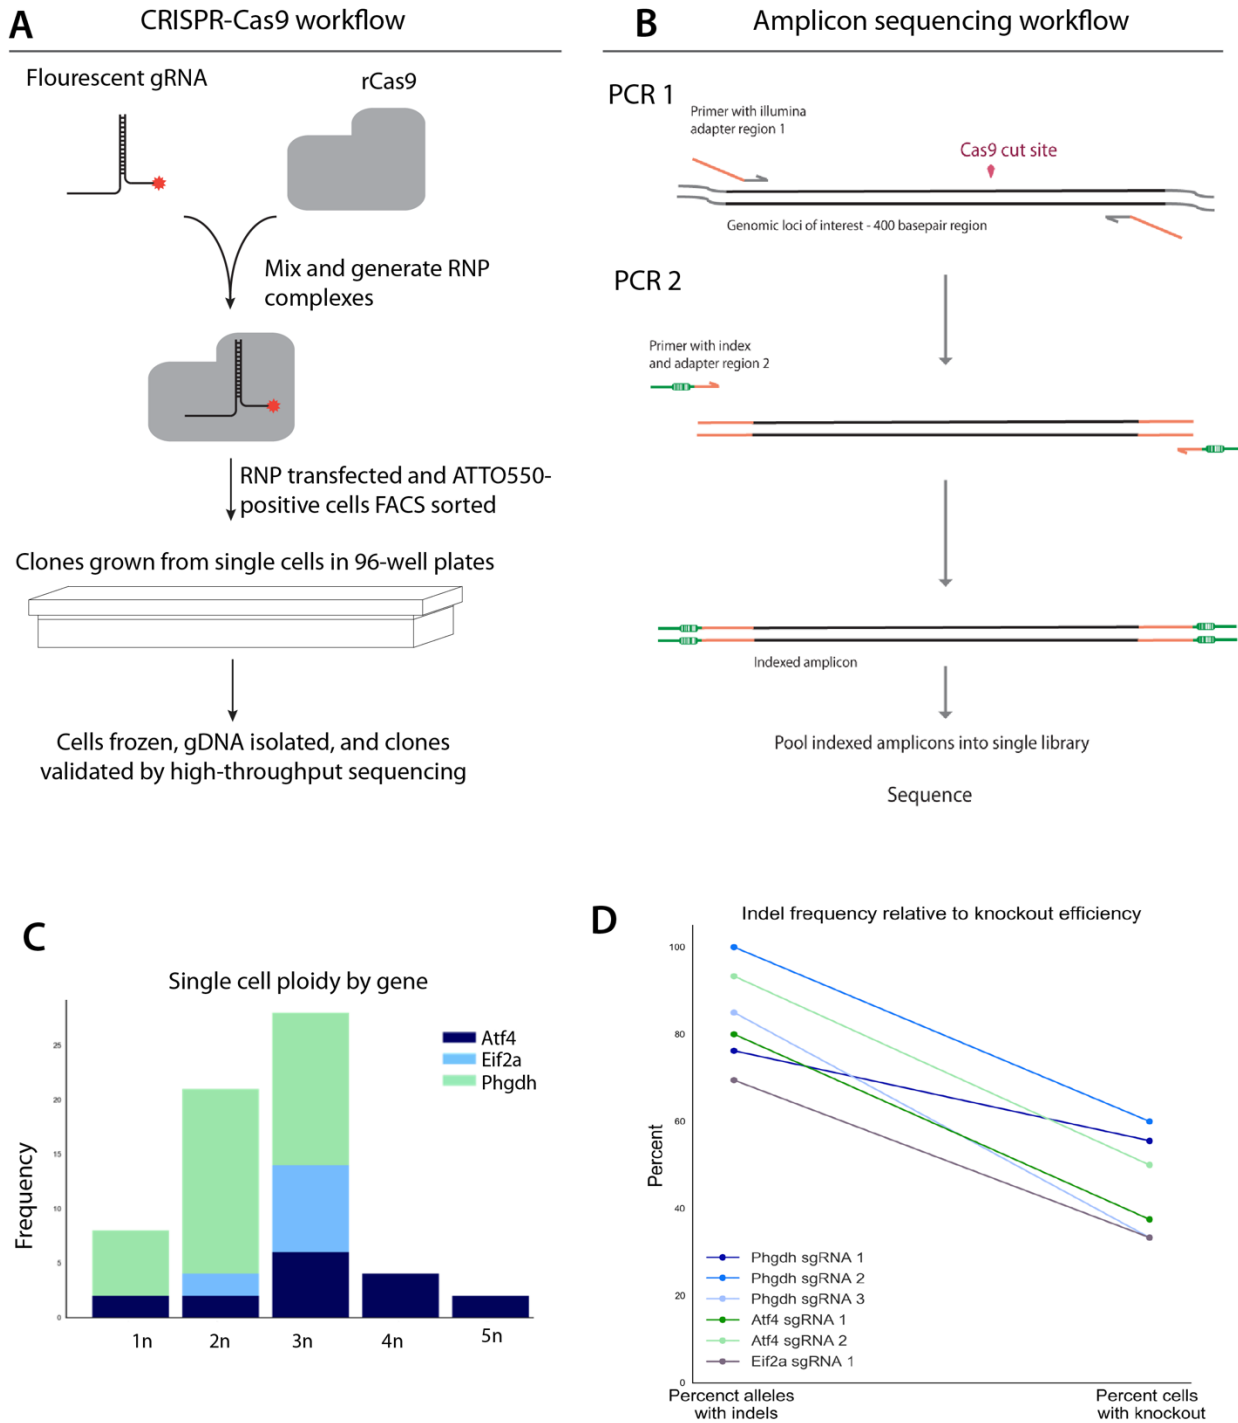 A
CRISPR-Cas9 workflow
Flourescent gRNA
rCas9
Mix and generate RNP
complexes
RNP transfected and ATTO550-
positive cells FACS sorted
Clones grown from single cells in 96-well plates
Cells frozen, gDNA isolated, and clones
validated by high-throughput sequencing
B
Amplicon sequencing workflow
PCR 1
Primer with illumina
adapter region 1
Cas9 cut site
Genomic loci of interest - 400 basepair region
PCR 2
Primer with index
and adapter region 2
Indexed amplicon
Pool indexed amplicons into single library
Sequence
C
Single cell ploidy by gene
Atf4
Eif2a
Phgdh
Frequency
25
20
15
10
5
0
1n
2n
3n
4n
5n
D
Indel frequency relative to knockout efficiency
Percent
100
80
60
40
20
0
Phgdh sgRNA 1
Phgdh sgRNA 2
Phgdh sgRNA 3
Atf4 sgRNA 1
Atf4 sgRNA 2
Eif2a sgRNA 1
Percenct alleles
with indels
Percent cells
with knockout